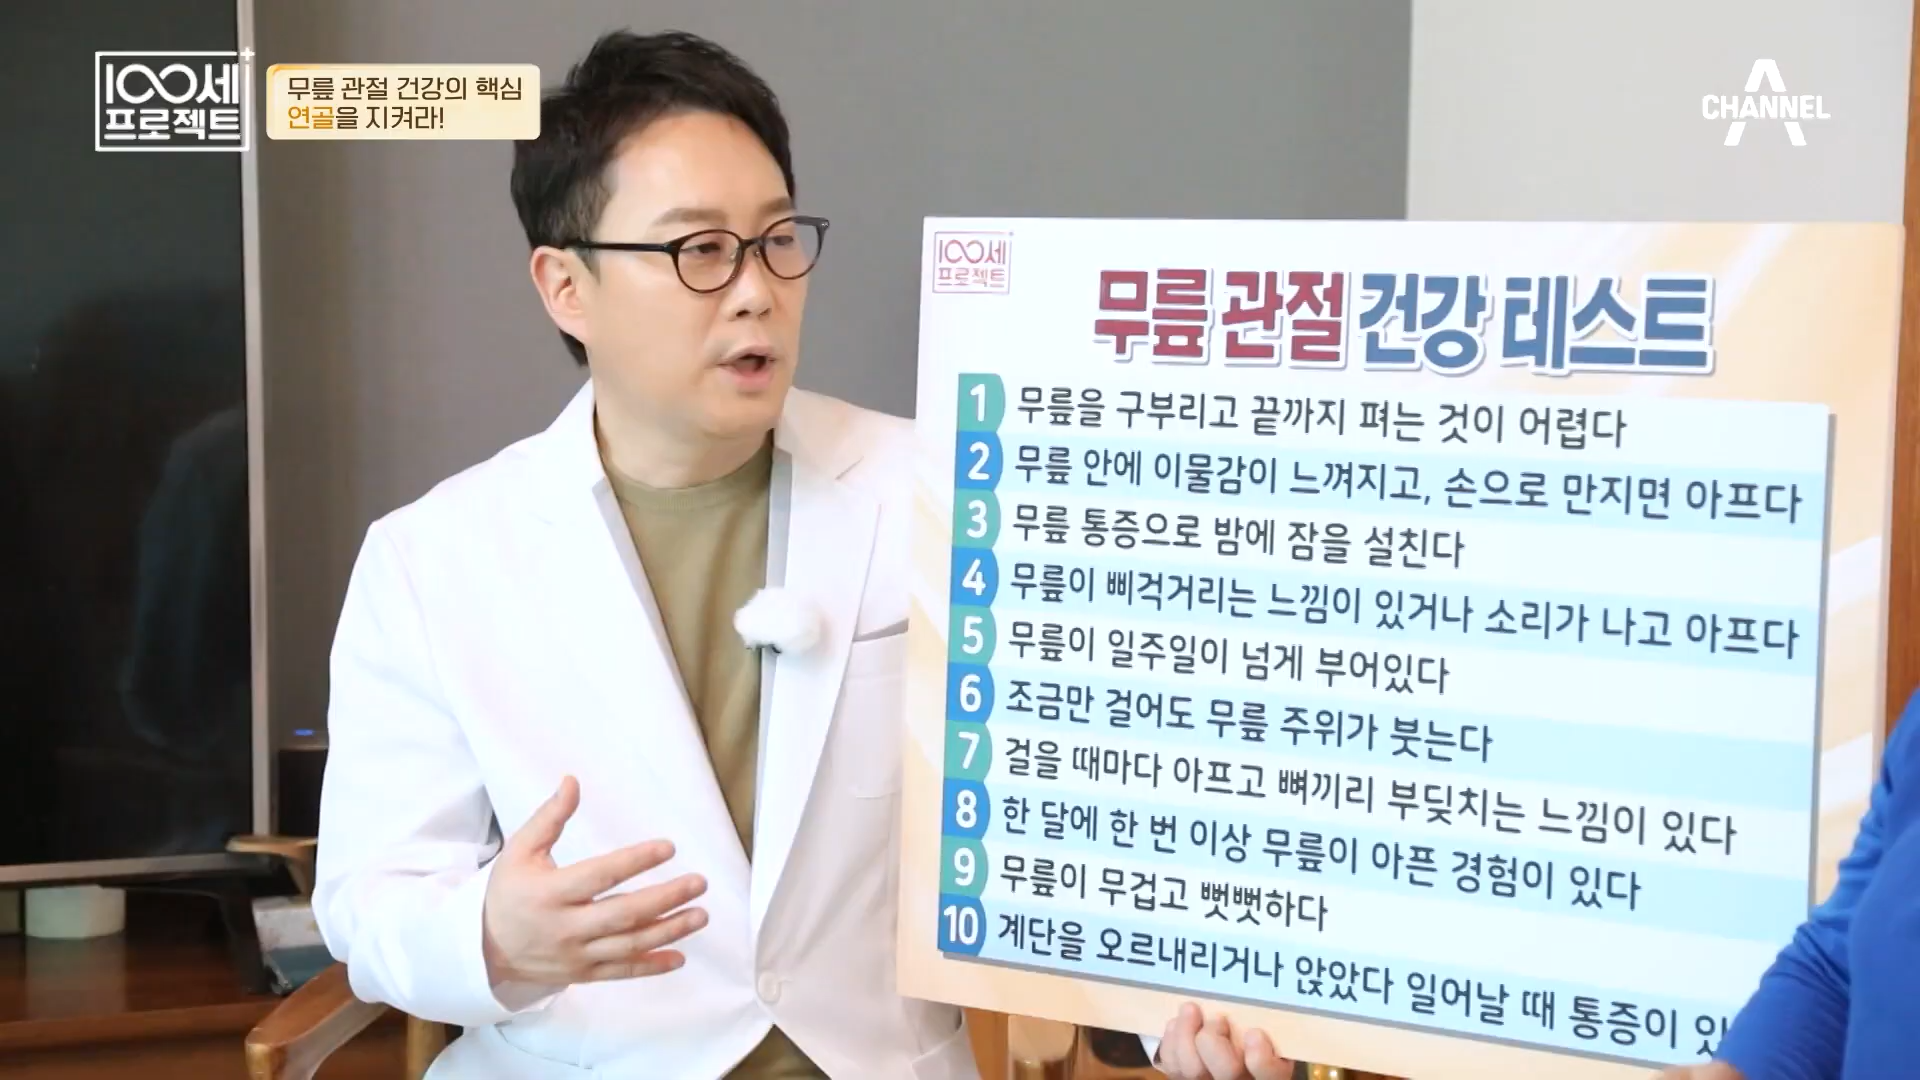 100세+
프로젝트
무릎 관절 건강의 핵심
연골을 지켜라!
CHANNEL A
100세+
프로젝트
무릎 관절 건강 테스트
1 무릎을 구부리고 끝까지 펴는 것이 어렵다
2 무릎 안에 이물감이 느껴지고, 손으로 만지면 아프다
3 무릎 통증으로 밤에 잠을 설친다
4 무릎이 삐걱거리는 느낌이 있거나 소리가 나고 아프다
5 무릎이 일주일이 넘게 부어있다
6 조금만 걸어도 무릎 주위가 붓는다
7 걸을 때마다 아프고 뼈끼리 부딪치는 느낌이 있다
8 한 달에 한 번 이상 무릎이 아픈 경험이 있다
9 무릎이 무겁고 뻣뻣하다
10 계단을 오르내리거나 앉았다 일어날 때 통증이